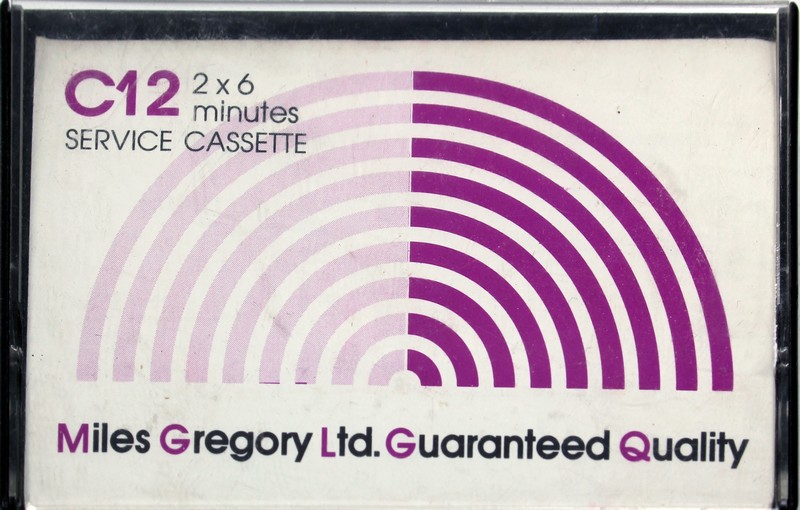 C12 2 x 6
minutes
SERVICE CASSETTE
Miles Gregory Ltd. Guaranteed Quality